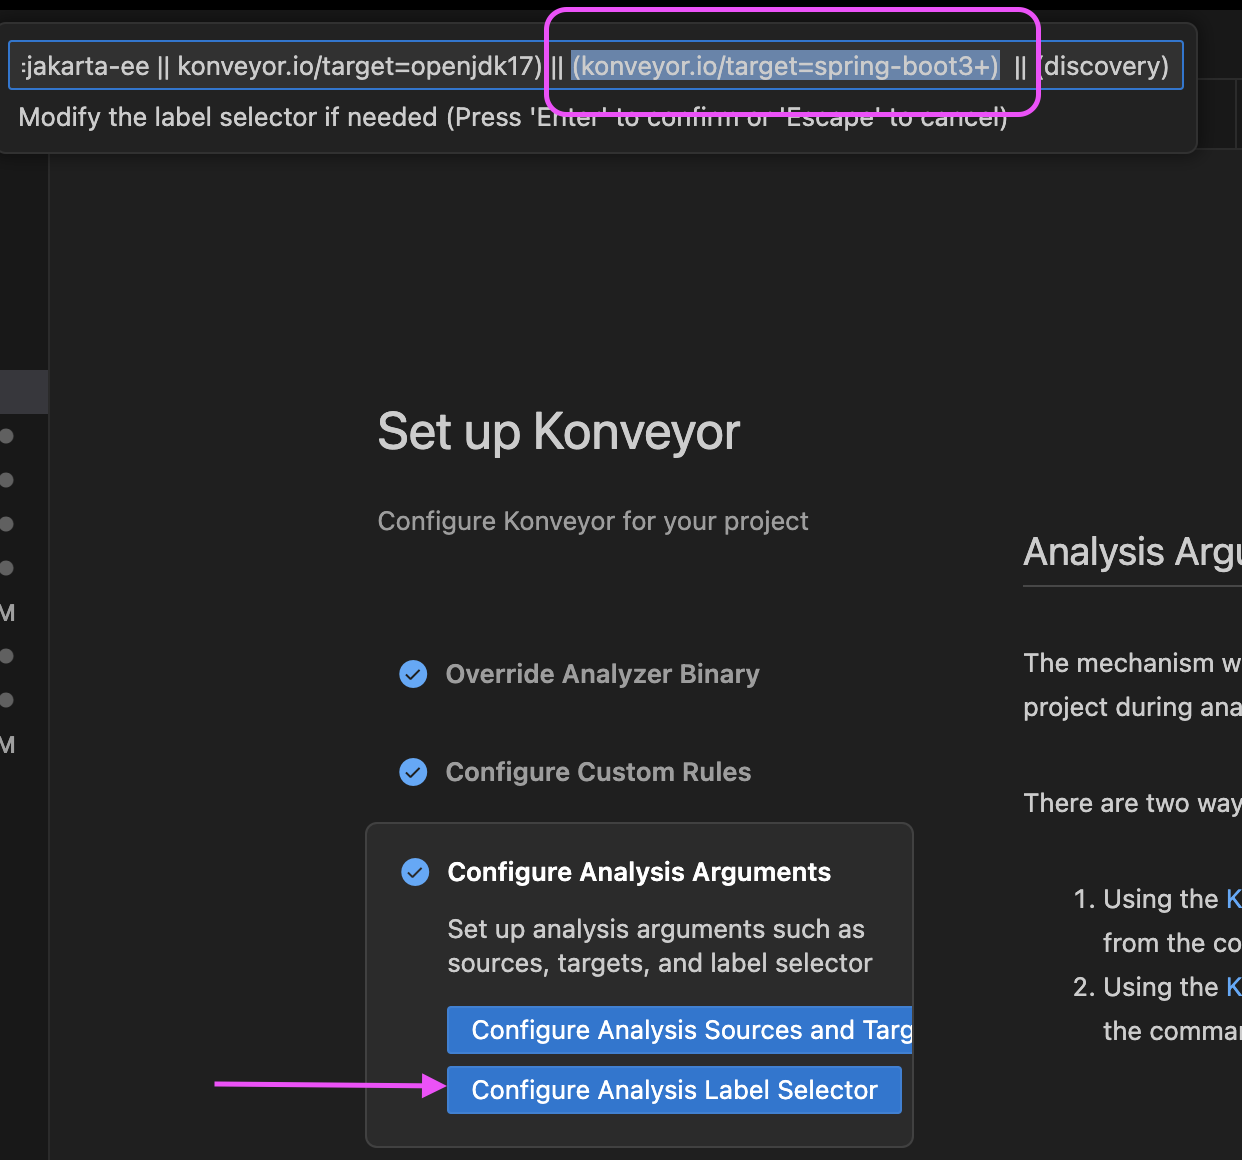 :jakarta-ee || konveyor.io/target=openjdk17) || (konveyor.io/target=spring-boot3+) || (discovery)
Modify the label selector if needed (Press 'Enter' to confirm or 'Escape' to cancel)
Set up Konveyor
Configure Konveyor for your project
Override Analyzer Binary
Configure Custom Rules
Configure Analysis Arguments
Set up analysis arguments such as
sources, targets, and label selector
Configure Analysis Sources and Targ
Configure Analysis Label Selector
M
M
Analysis Argu
The mechanism w
project during ana
There are two way
1. Using the K
from the co
2. Using the K
the comma